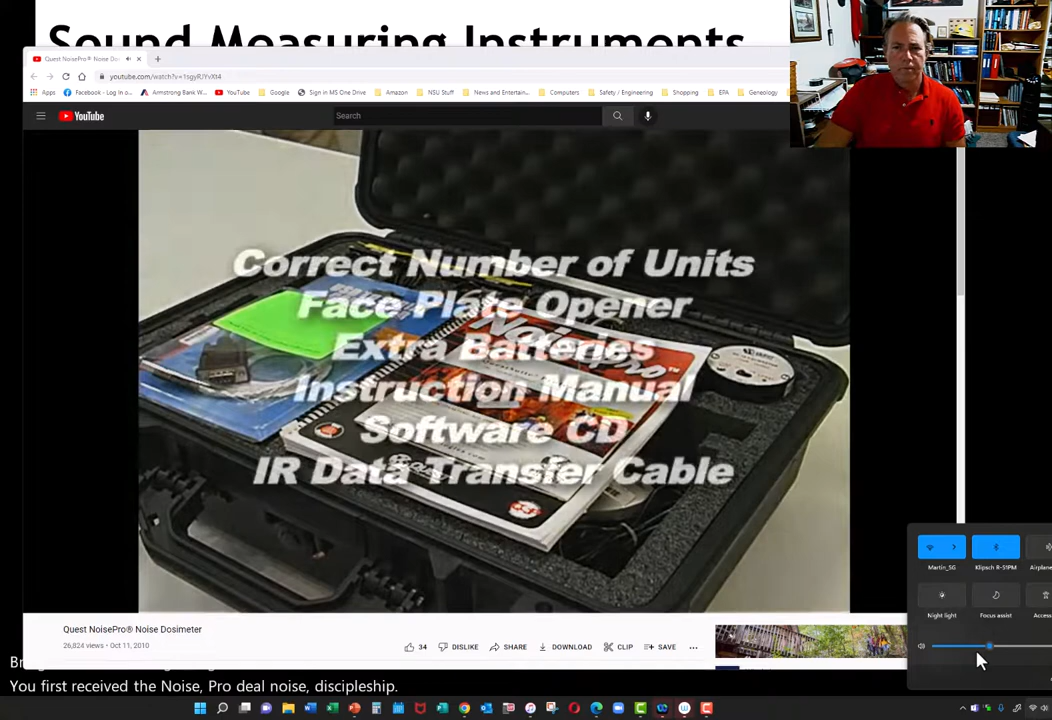 Sound Measuring Instruments
Quest NoisePro® Noise Do
youtube.com/watch?v=1sgyRJYvXt4
Apps
Facebook - Log In o...
Armstrong Bank W...
YouTube
Google
Sign in MS One Drive
Amazon
NSU Stuff
News and Entertain...
Computers
Safety / Engineering
Shopping
EPA
Geneology
YouTube
Search
Correct Number of Units
Face Plate Opener
Extra Batteries
Instruction Manual
Software CD
IR Data Transfer Cable
NoisePro™
Martin_5G
Klipsch R-51PM
Airplane
Night light
Focus assist
Access
Quest NoisePro® Noise Dosimeter
26,824 views • Oct 11, 2010
34
DISLIKE
SHARE
DOWNLOAD
CLIP
SAVE
You first received the Noise, Pro deal noise, discipleship.